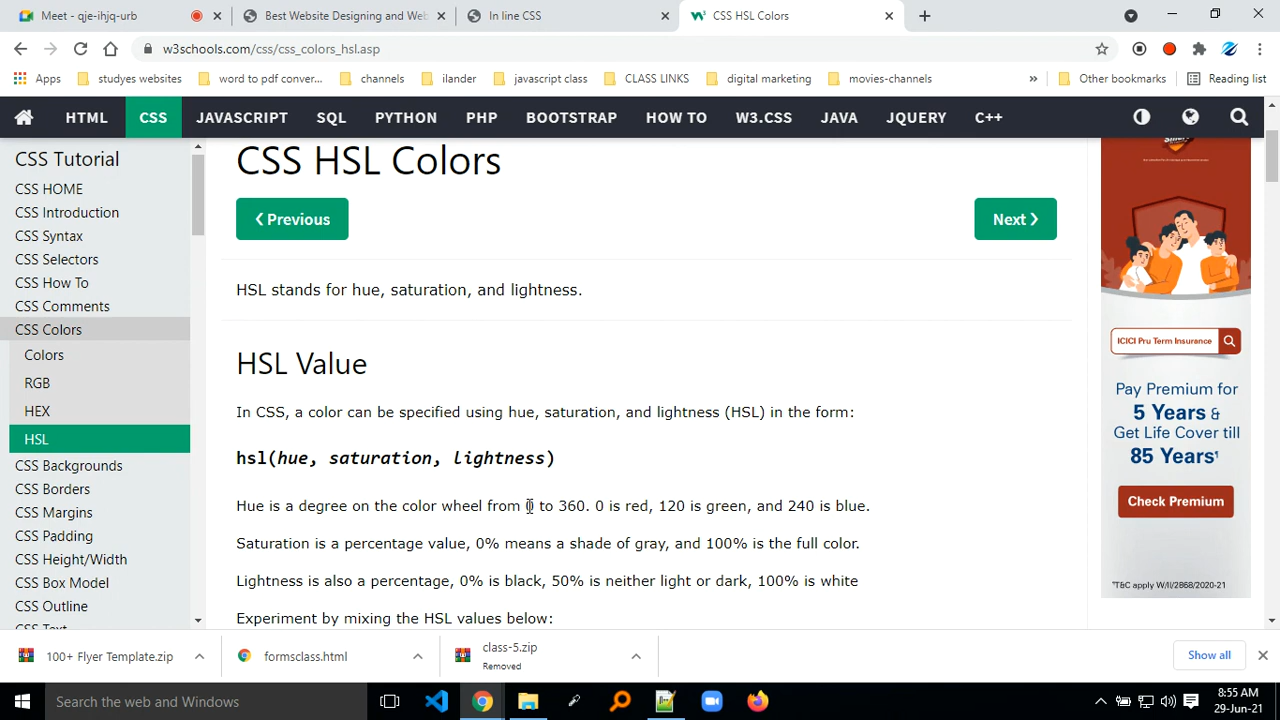 Meet - qje-ihjq-urb
Best Website Designing and Web
In line CSS
CSS HSL Colors
w3schools.com/css/css_colors_hsl.asp
Apps studyes websites word to pdf conver... channels ilander javascript class CLASS LINKS digital marketing movies-channels » Other bookmarks Reading list
HTML CSS JAVASCRIPT SQL PYTHON PHP BOOTSTRAP HOW TO W3.CSS JAVA JQUERY C++
CSS Tutorial
CSS HOME
CSS Introduction
CSS Syntax
CSS Selectors
CSS How To
CSS Comments
CSS Colors
Colors
RGB
HEX
HSL
CSS Backgrounds
CSS Borders
CSS Margins
CSS Padding
CSS Height/Width
CSS Box Model
CSS Outline
CSS Text
CSS HSL Colors
❮ Previous
Next ❯
HSL stands for hue, saturation, and lightness.
HSL Value
In CSS, a color can be specified using hue, saturation, and lightness (HSL) in the form:
hsl(hue, saturation, lightness)
Hue is a degree on the color wheel from 0 to 360. 0 is red, 120 is green, and 240 is blue.
Saturation is a percentage value, 0% means a shade of gray, and 100% is the full color.
Lightness is also a percentage, 0% is black, 50% is neither light or dark, 100% is white
Experiment by mixing the HSL values below:
ICICI Pru Term Insurance
Pay Premium for
5 Years &
Get Life Cover till
85 Years¹
Check Premium
*T&C apply W/II/2868/2020-21
100+ Flyer Template.zip
formsclass.html
class-5.zip
Removed
Show all
Search the web and Windows
8:55 AM
29-Jun-21